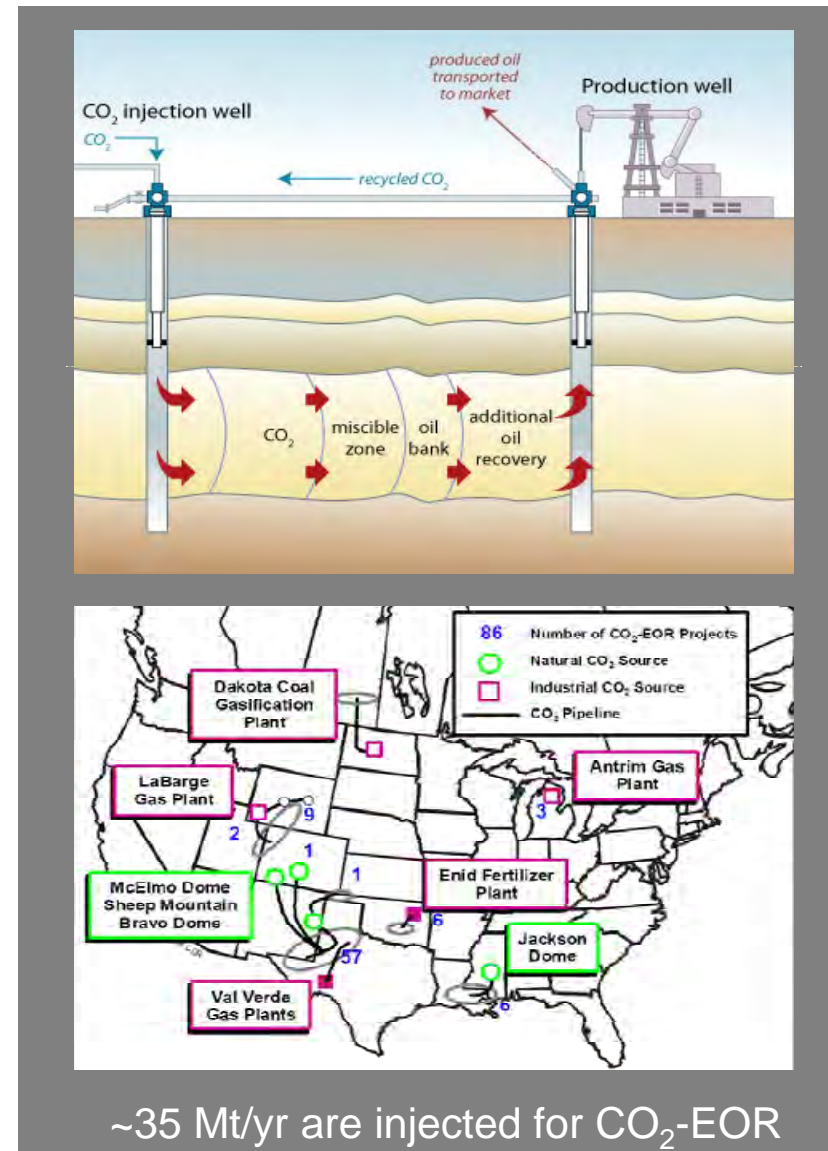 produced oil
transported
to market
Production well
CO₂ injection well
CO₂
recycled CO₂
CO₂
miscible
zone
oil
bank
additional
oil
recovery
86 Number of CO₂-EOR Projects
Natural CO₂ Source
Industrial CO₂ Source
CO₂ Pipeline
Dakota Coal
Gasification
Plant
Antrim Gas
Plant
LaBarge
Gas Plant
9
3
2
1
1
Enid Fertilizer
Plant
McElmo Dome
Sheep Mountain
Bravo Dome
6
Jackson
Dome
57
Val Verde
Gas Plants
6
~35 Mt/yr are injected for CO₂-EOR